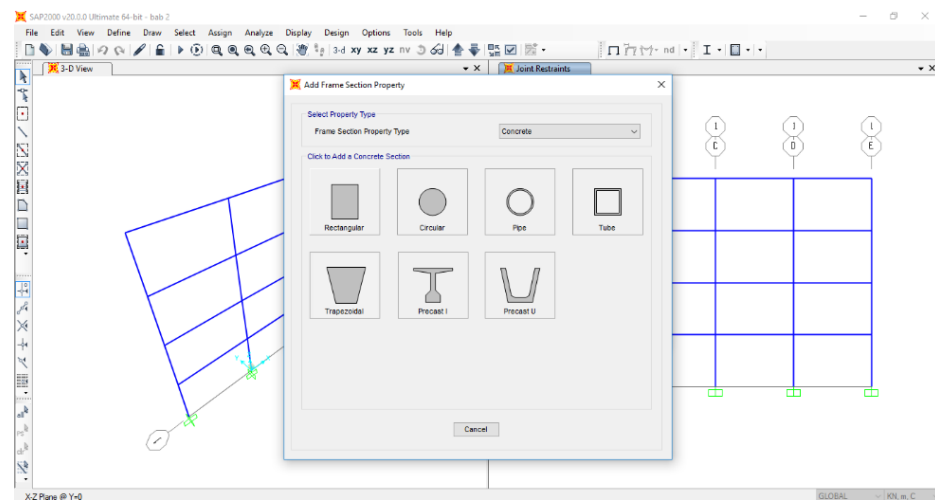 SAP2000 v20.0.0 Ultimate 64-bit - bab 2
File Edit View Define Draw Select Assign Analyze Display Design Options Tools Help
3-d xy xz yz nv nd
3-D View
Joint Restraints
Add Frame Section Property
Select Property Type
Frame Section Property Type
Concrete
Click to Add a Concrete Section
Rectangular
Circular
Pipe
Tube
Trapezoidal
Precast I
Precast U
Cancel
C
D
E
X-Z Plane @ Y=0
GLOBAL
KN, m, C